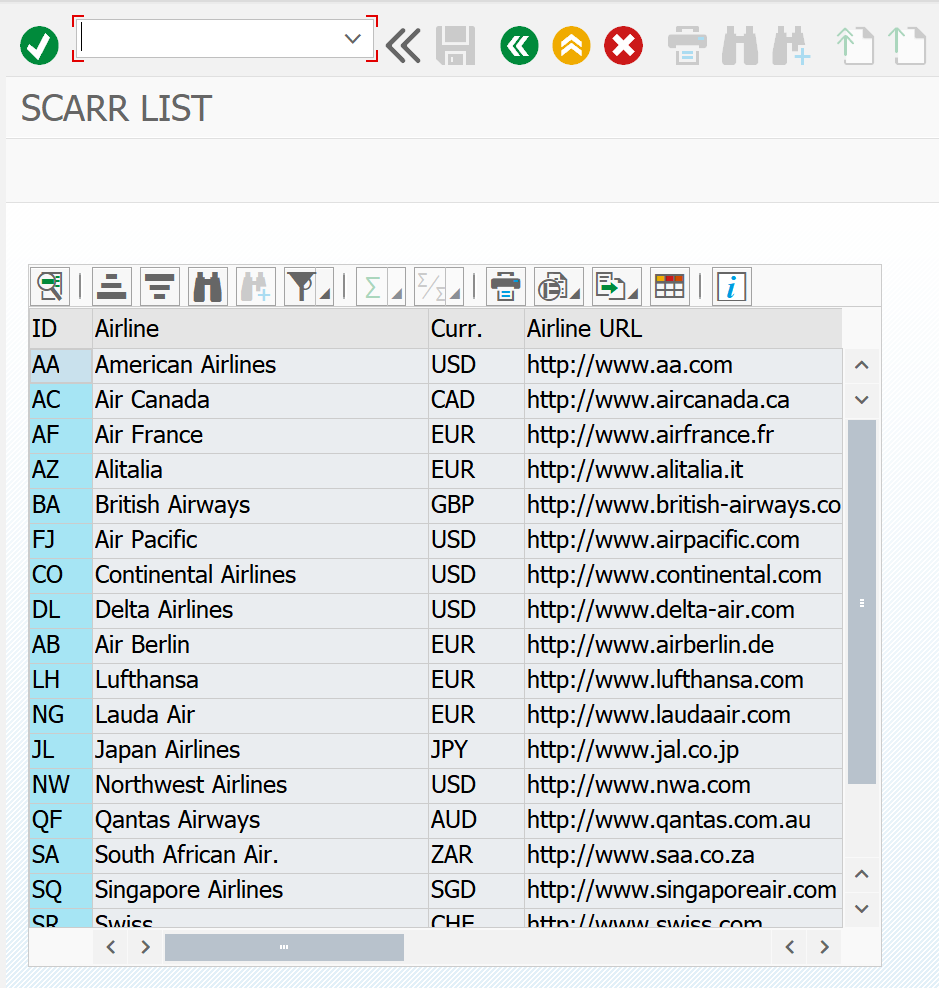 SCARR LIST
ID Airline Curr. Airline URL
AA American Airlines USD http://www.aa.com
AC Air Canada CAD http://www.aircanada.ca
AF Air France EUR http://www.airfrance.fr
AZ Alitalia EUR http://www.alitalia.it
BA British Airways GBP http://www.british-airways.co
FJ Air Pacific USD http://www.airpacific.com
CO Continental Airlines USD http://www.continental.com
DL Delta Airlines USD http://www.delta-air.com
AB Air Berlin EUR http://www.airberlin.de
LH Lufthansa EUR http://www.lufthansa.com
NG Lauda Air EUR http://www.laudaair.com
JL Japan Airlines JPY http://www.jal.co.jp
NW Northwest Airlines USD http://www.nwa.com
QF Qantas Airways AUD http://www.qantas.com.au
SA South African Air. ZAR http://www.saa.co.za
SQ Singapore Airlines SGD http://www.singaporeair.com
SR Swiss CHF http://www.swiss.com